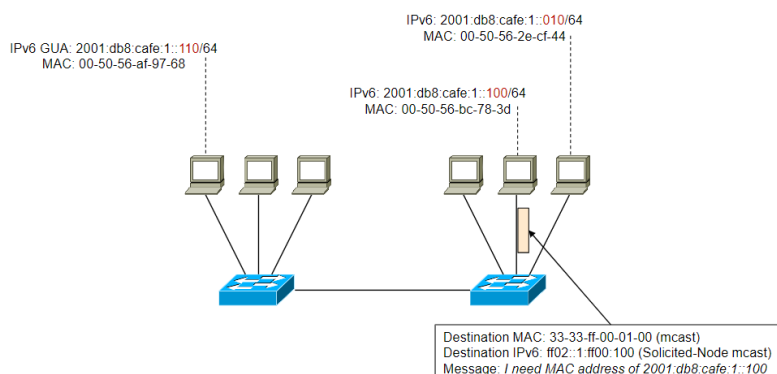 IPv6: 2001:db8:cafe:1::010/64
MAC: 00-50-56-2e-cf-44
IPv6 GUA: 2001:db8:cafe:1::110/64
MAC: 00-50-56-af-97-68
IPv6: 2001:db8:cafe:1::100/64
MAC: 00-50-56-bc-78-3d
Destination MAC: 33-33-ff-00-01-00 (mcast)
Destination IPv6: ff02::1:ff00:100 (Solicited-Node mcast)
Message: I need MAC address of 2001:db8:cafe:1::100